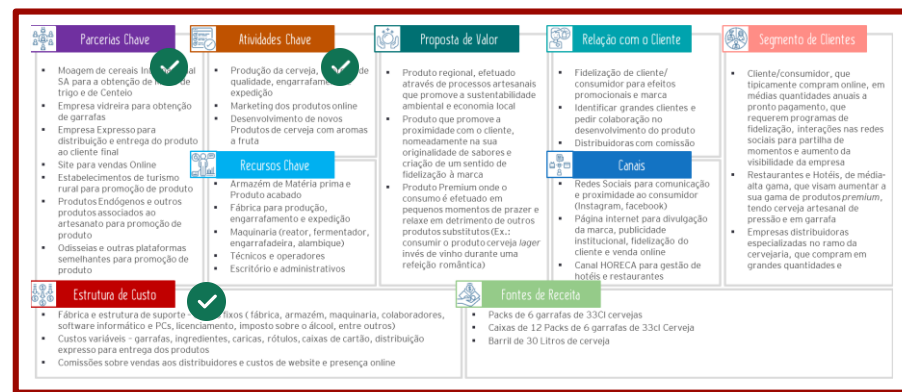 Parcerias Chave
Moagem de cereais In al
SA para a obtenção de de
trigo e de Centeio
Empresa vidreira para obtenção
de garrafas
Empresa Expresso para
distribuição e entrega do produto
ao cliente final
Site para vendas Online
Estabelecimentos de turismo
rural para promoção de produto
Produtos Endógenos e outros
produtos associados ao
artesanato para promoção de
produto
Odisseias e outras plataformas
semelhantes para promoção de
produto
Atividades Chave
Produção da cerveja, de
qualidade, engarrafamento
expedição
Marketing dos produtos online
Desenvolvimento de novos
Produtos de cerveja com aromas
a fruta
Recursos Chave
Armazém de Matéria prima e
Produto acabado
Fábrica para produção,
engarrafamento e expedição
Maquinaria (reator, fermentador,
engarrafadeira, alambique)
Técnicos e operadores
Escritório e administrativos
Proposta de Valor
Produto regional, efetuado
através de processos artesanais
que promove a sustentabilidade
ambiental e economia local
Produto que promove a
proximidade com o cliente,
nomeadamente na sua
originalidade de sabores e
criação de um sentido de
fidelização à marca
Produto Premium onde o
consumo é efetuado em
pequenos momentos de prazer e
relaxe em detrimento de outros
produtos substitutos (Ex.:
consumir o produto cerveja lager
invés de vinho durante uma
refeição romântica)
Relação com o Cliente
Fidelização de cliente/
consumidor para efeitos
promocionais e marca
Identificar grandes clientes e
pedir colaboração no
desenvolvimento do produto
Distribuidoras com comissão
Canais
Redes Sociais para comunicação
e proximidade ao consumidor
(Instagram, facebook)
Página internet para divulgação
da marca, publicidade
institucional, fidelização do
cliente e venda online
Canal HORECA para gestão de
hotéis e restaurantes
Segmento de Clientes
Cliente/consumidor, que
tipicamente compram online, em
médias quantidades anuais a
pronto pagamento, que
requerem programas de
fidelização, interações nas redes
sociais para partilha de
momentos e aumento da
visibilidade da empresa
Restaurantes e Hotéis, de média-
alta gama, que visam aumentar a
sua gama de produtos premium,
tendo cerveja artesanal de
pressão e em garrafa
Empresas distribuidoras
especializadas no ramo da
cervejaria, que compram em
grandes quantidades e
Estrutura de Custo
Fábrica e estrutura de suporte – fixos ( fábrica, armazém, maquinaria, colaboradores,
software informático e PCs, licenciamento, imposto sobre o álcool, entre outros)
Custos variáveis – garrafas, ingredientes, caricas, rótulos, caixas de cartão, distribuição
expresso para entrega dos produtos
Comissões sobre vendas aos distribuidores e custos de website e presença online
Fontes de Receita
Packs de 6 garrafas de 33Cl cervejas
Caixas de 12 Packs de 6 garrafas de 33cl Cerveja
Barril de 30 Litros de cerveja